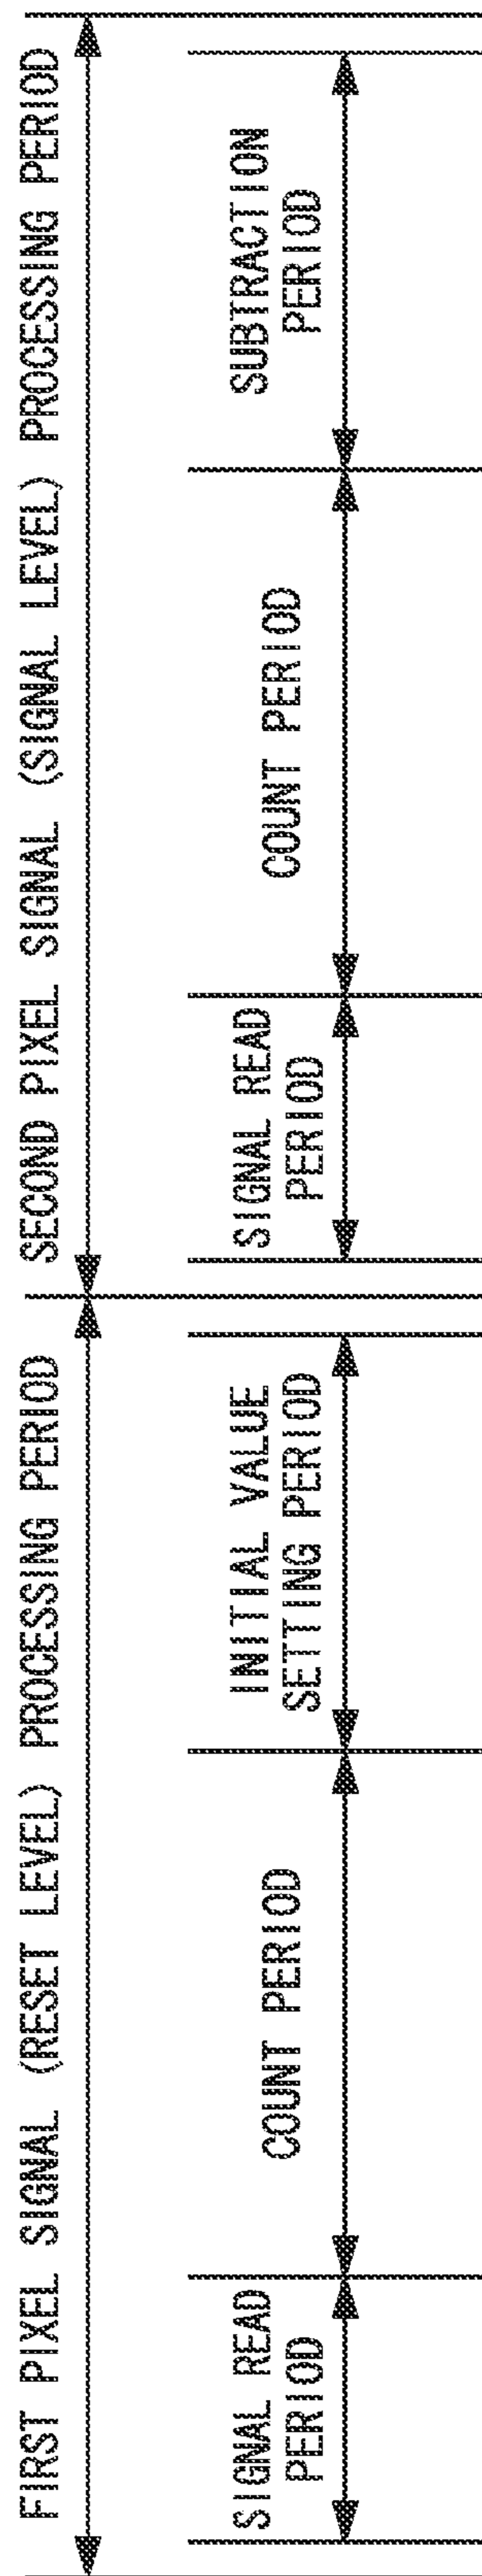 FIRST PIXEL SIGNAL (RESET LEVEL) PROCESSING PERIOD
SECOND PIXEL SIGNAL (SIGNAL LEVEL) PROCESSING PERIOD
SIGNAL READ
PERIOD
COUNT PERIOD
INITIAL VALUE
SETTING PERIOD
SIGNAL READ
PERIOD
COUNT PERIOD
SUBTRACTION
PERIOD